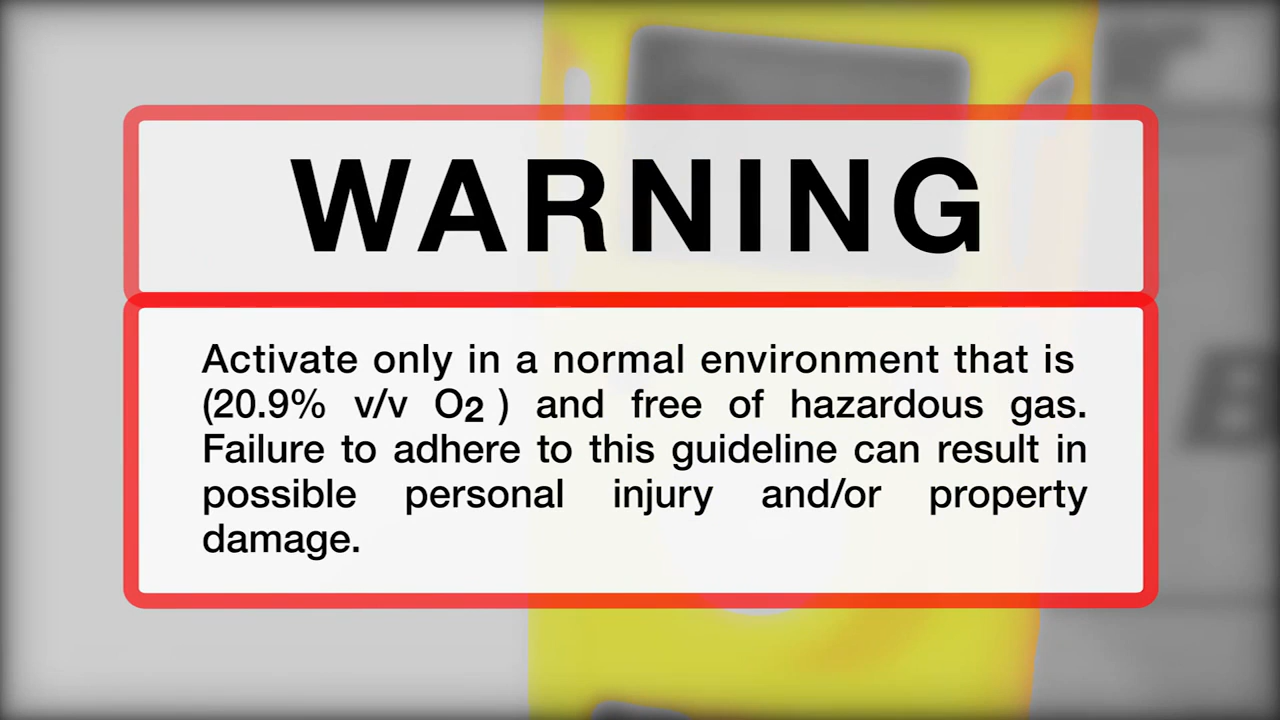 WARNING
Activate only in a normal environment that is
(20.9% v/v O2 ) and free of hazardous gas.
Failure to adhere to this guideline can result in
possible personal injury and/or property
damage.